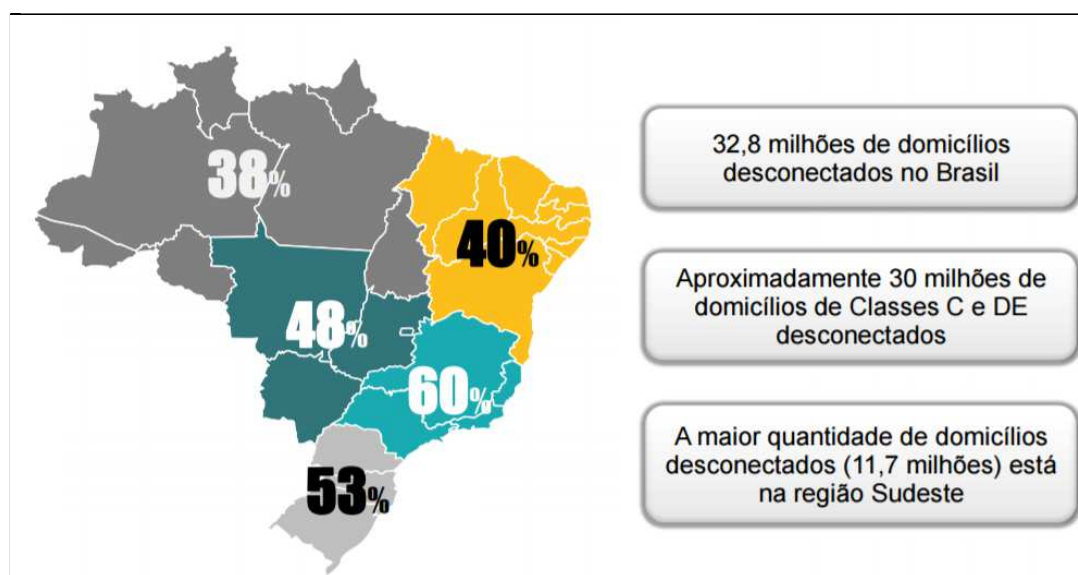 38%
40%
48%
60%
53%
32,8 milhões de domicílios
desconectados no Brasil
Aproximadamente 30 milhões de
domicílios de Classes C e DE
desconectados
A maior quantidade de domicílios
desconectados (11,7 milhões) está
na região Sudeste